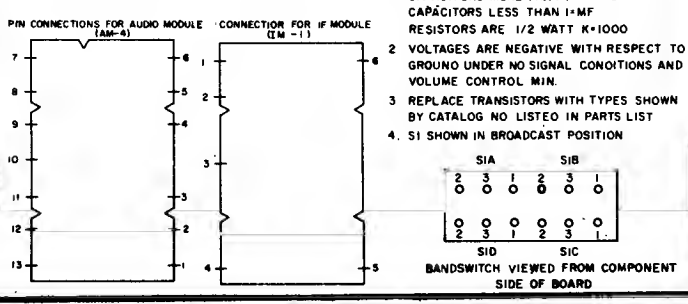 PIN CONNECTIONS FOR AUDIO MODULE
(AM-4)
7
8
9
10
11
12
13
6
5
4
3
2
1
CONNECTIOR FOR IF MODULE
(IM -1)
1
2
3
4
6
5
CAPACITORS LESS THAN 1=MF
RESISTORS ARE 1/2 WATT K=1000
2 VOLTAGES ARE NEGATIVE WITH RESPECT TO
GROUND UNDER NO SIGNAL CONDITIONS AND
VOLUME CONTROL MIN.
3 REPLACE TRANSISTORS WITH TYPES SHOWN
BY CATALOG NO LISTED IN PARTS LIST
4. S1 SHOWN IN BROADCAST POSITION
S1A S1B
2 3 1 2 3 1
2 3 1 2 3 1
S1D S1C
BANDSWITCH VIEWED FROM COMPONENT
SIDE OF BOARD